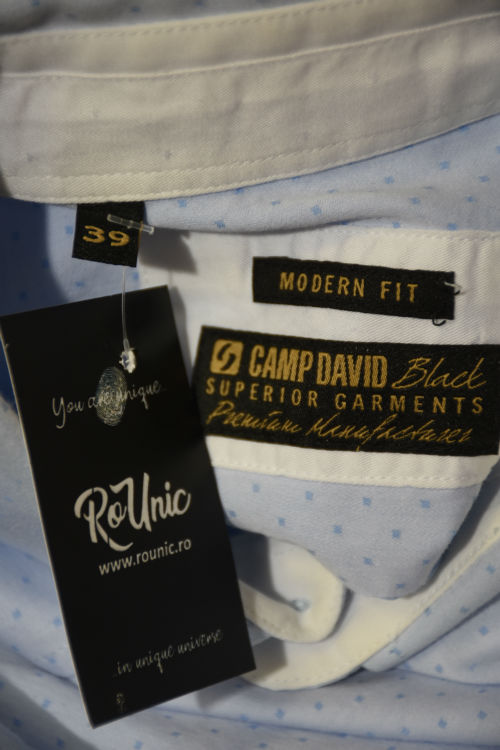 39
MODERN FIT
CAMP DAVID Black
SUPERIOR GARMENTS
Premium Manufacturer
You are unique...
RoUnic
www.rounic.ro
...in unique universe